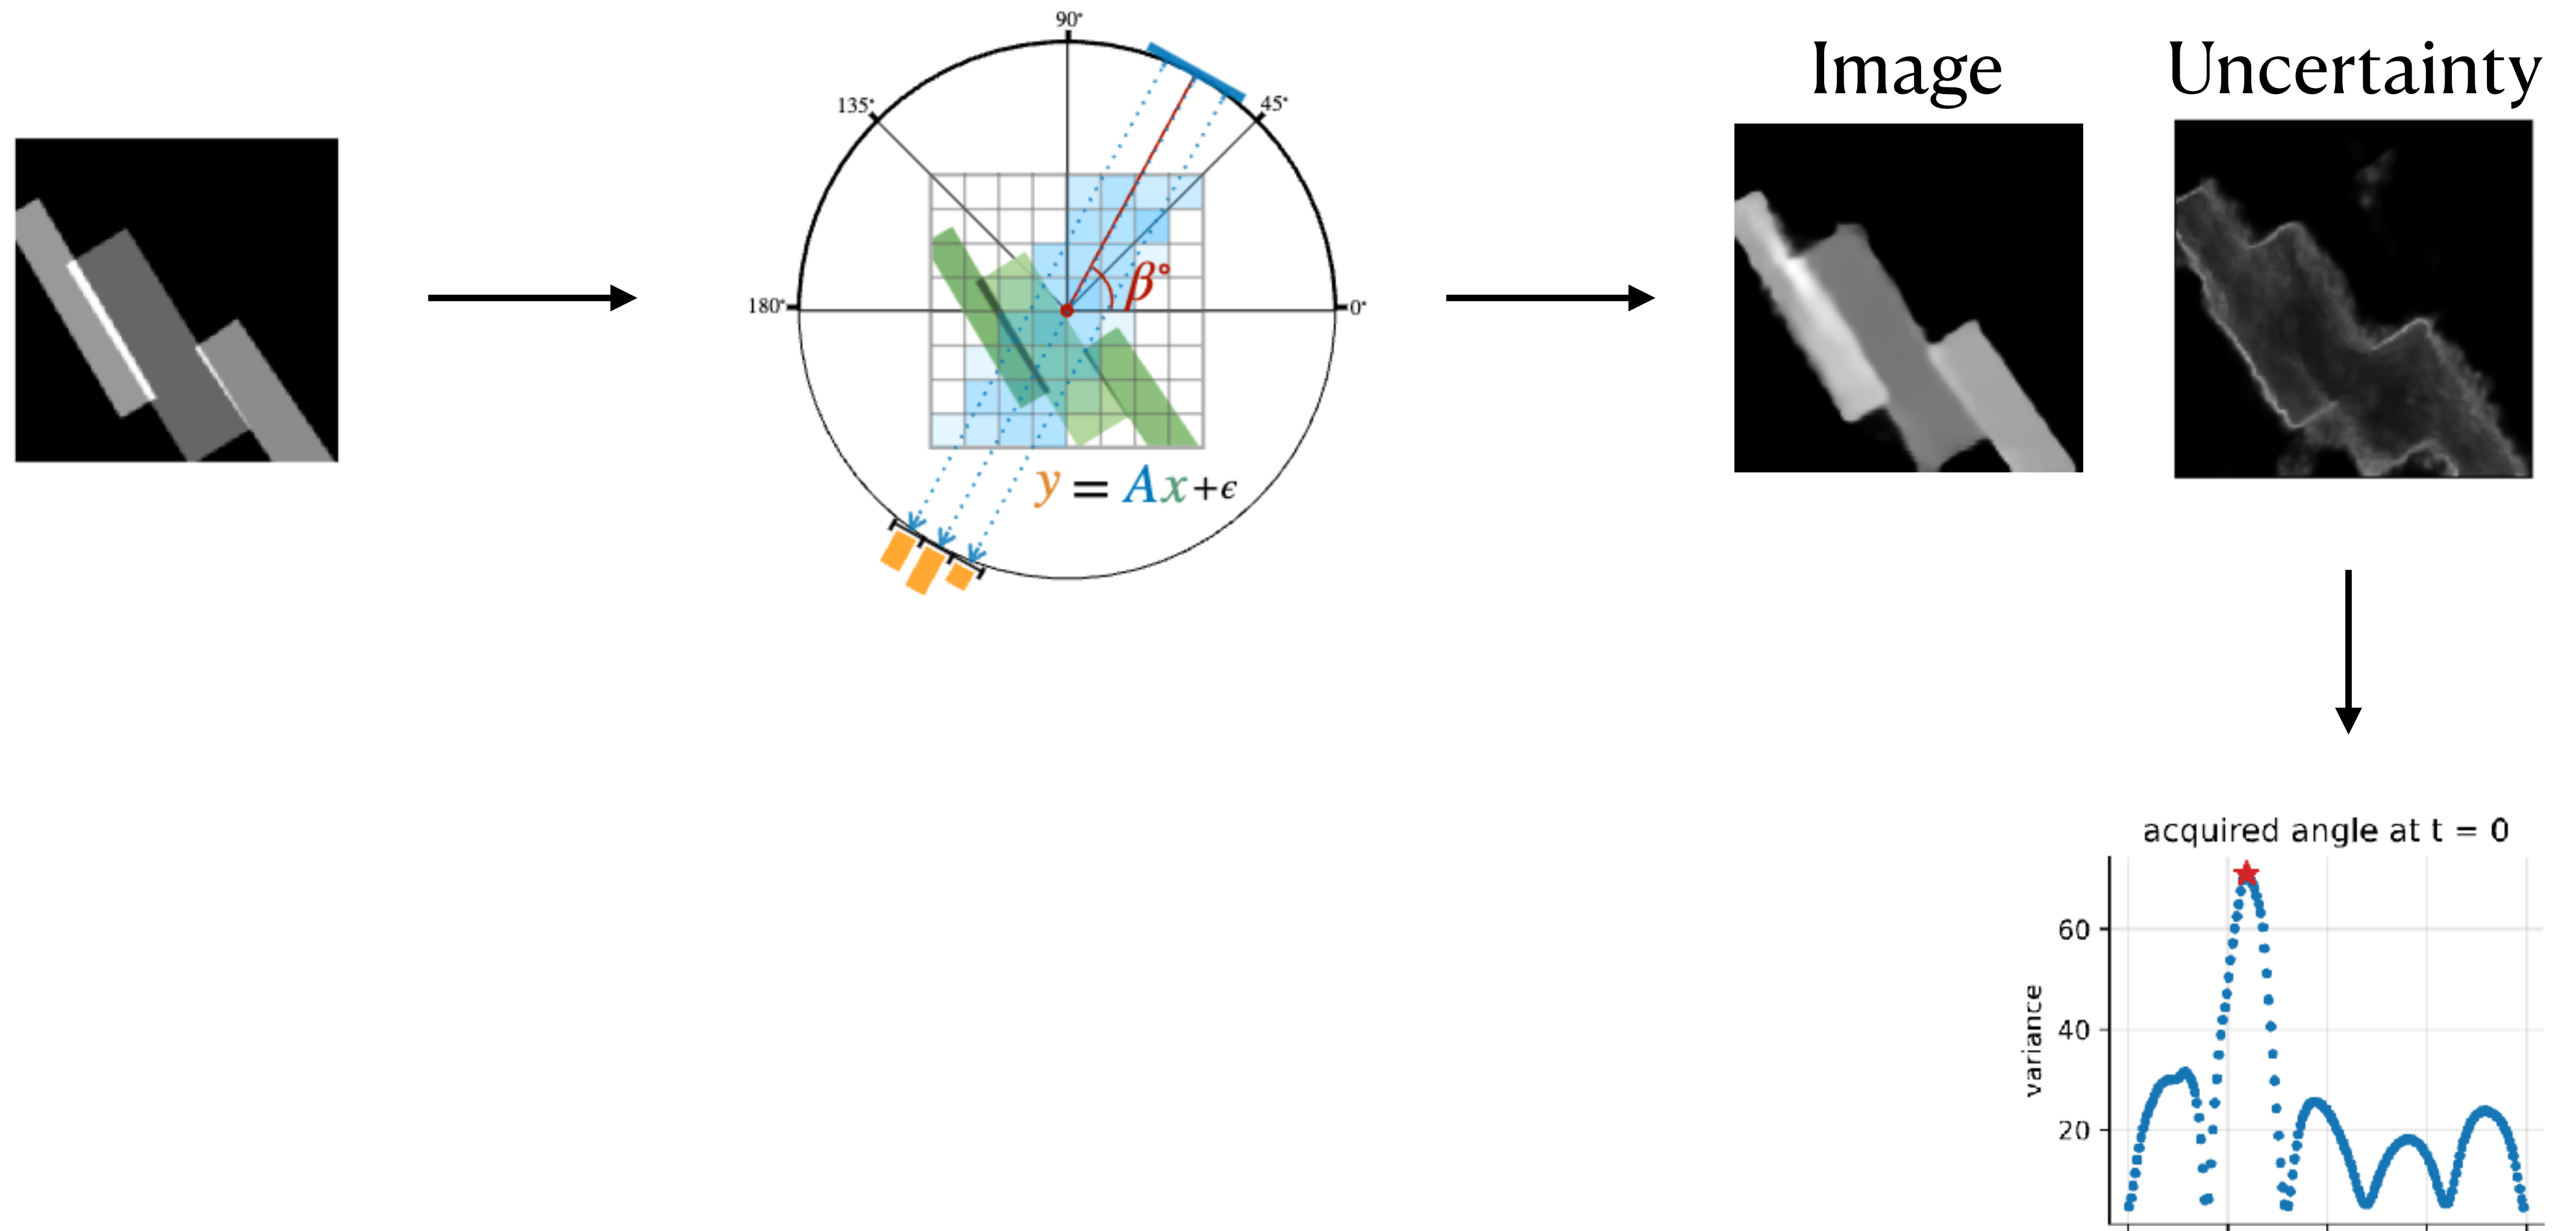 90°
135°
45°
180°
0°
β°
y = Ax+ϵ
Image
Uncertainty
acquired angle at t = 0
variance
60
40
20